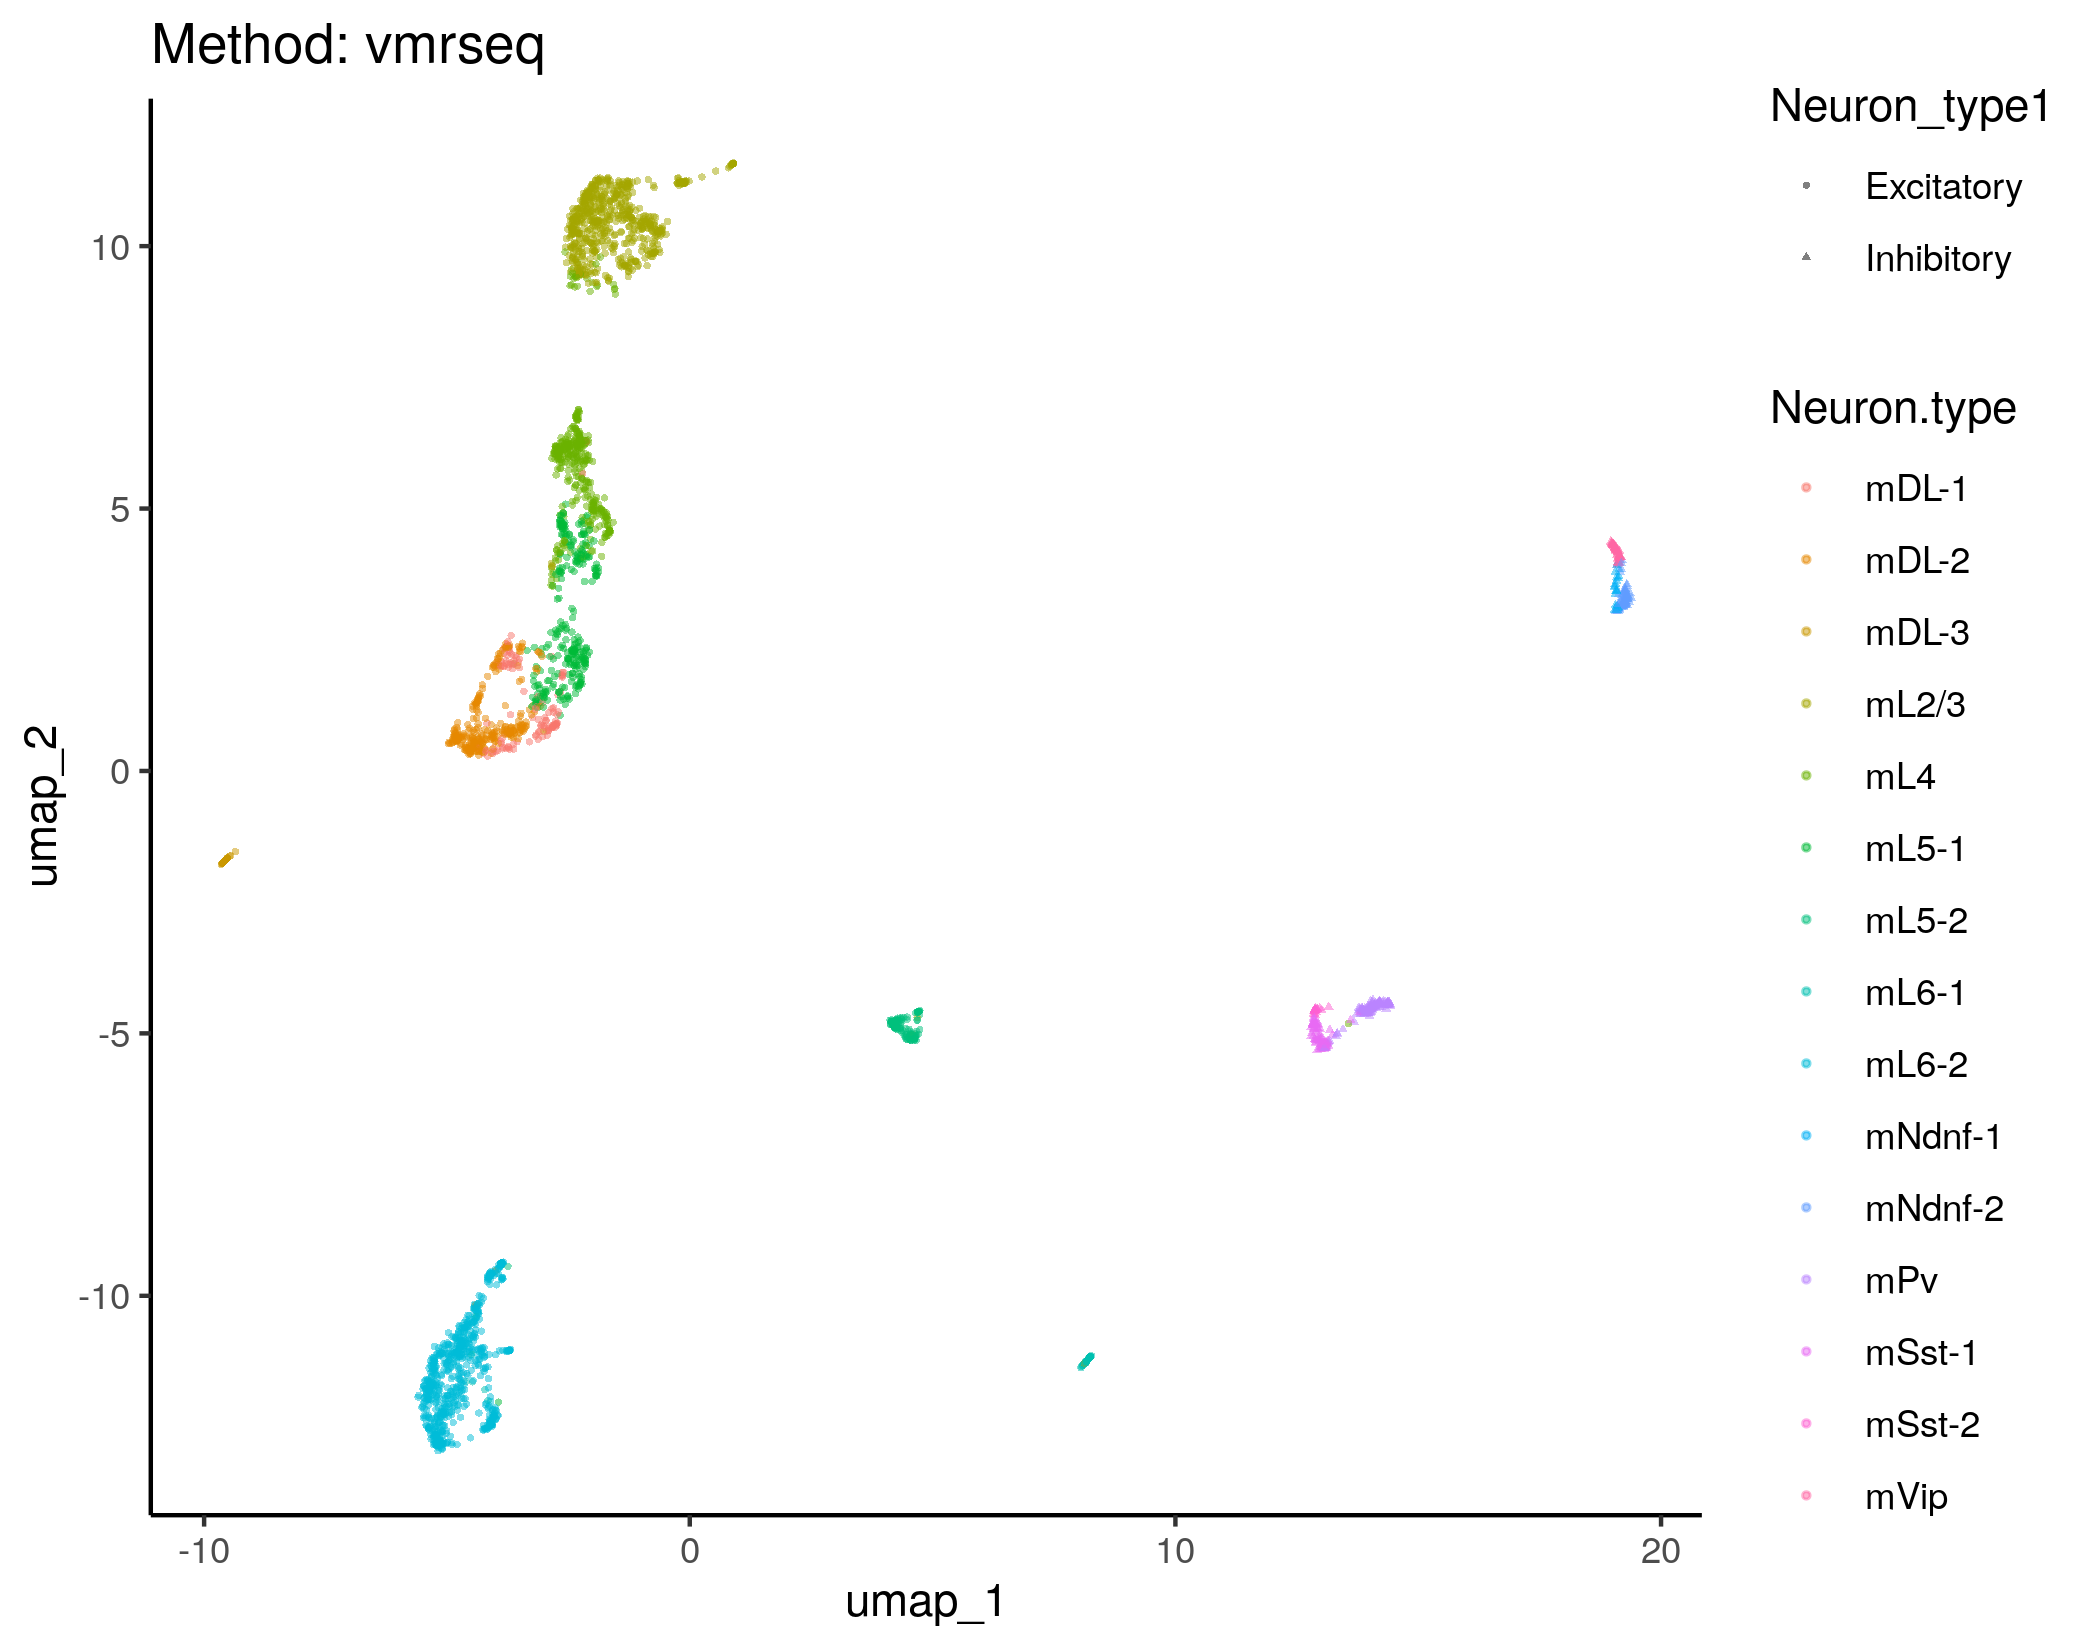 Method: vmrseq
10
5
0
-5
-10
umap_2
-10
0
10
20
umap_1
Neuron_type1
Excitatory
Inhibitory
Neuron.type
mDL-1
mDL-2
mDL-3
mL2/3
mL4
mL5-1
mL5-2
mL6-1
mL6-2
mNdnf-1
mNdnf-2
mPv
mSst-1
mSst-2
mVip